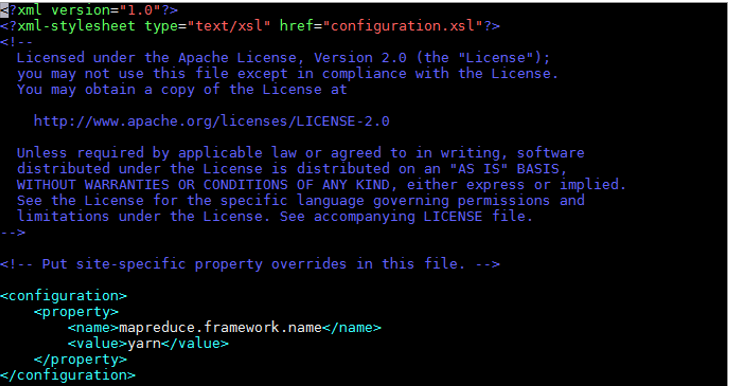 <?xml version="1.0"?>
<?xml-stylesheet type="text/xsl" href="configuration.xsl"?>
<!--
  Licensed under the Apache License, Version 2.0 (the "License");
  you may not use this file except in compliance with the License.
  You may obtain a copy of the License at

    http://www.apache.org/licenses/LICENSE-2.0

  Unless required by applicable law or agreed to in writing, software
  distributed under the License is distributed on an "AS IS" BASIS,
  WITHOUT WARRANTIES OR CONDITIONS OF ANY KIND, either express or implied.
  See the License for the specific language governing permissions and
  limitations under the License. See accompanying LICENSE file.
-->

<!-- Put site-specific property overrides in this file. -->

<configuration>
    <property>
        <name>mapreduce.framework.name</name>
        <value>yarn</value>
    </property>
</configuration>